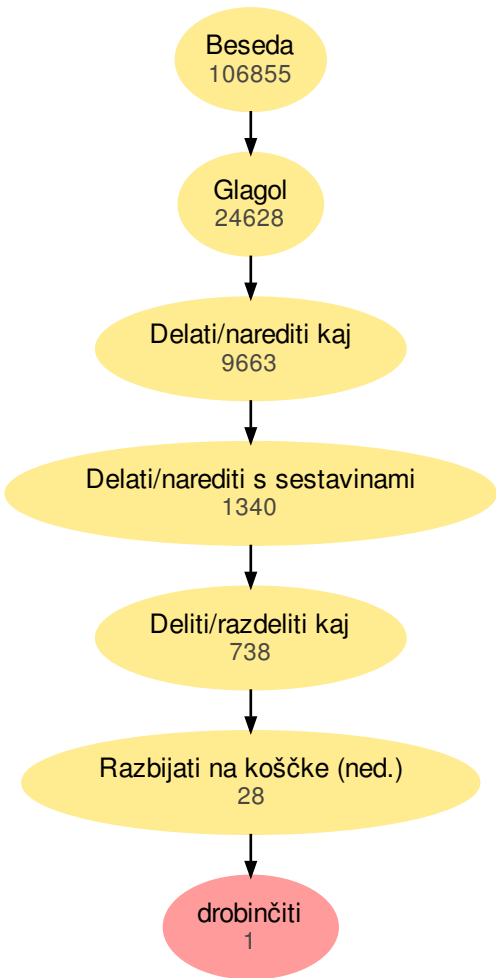 Beseda
106855
Glagol
24628
Delati/narediti kaj
9663
Delati/narediti s sestavinami
1340
Deliti/razdeliti kaj
738
Razbijati na koščke (ned.)
28
drobinčiti
1